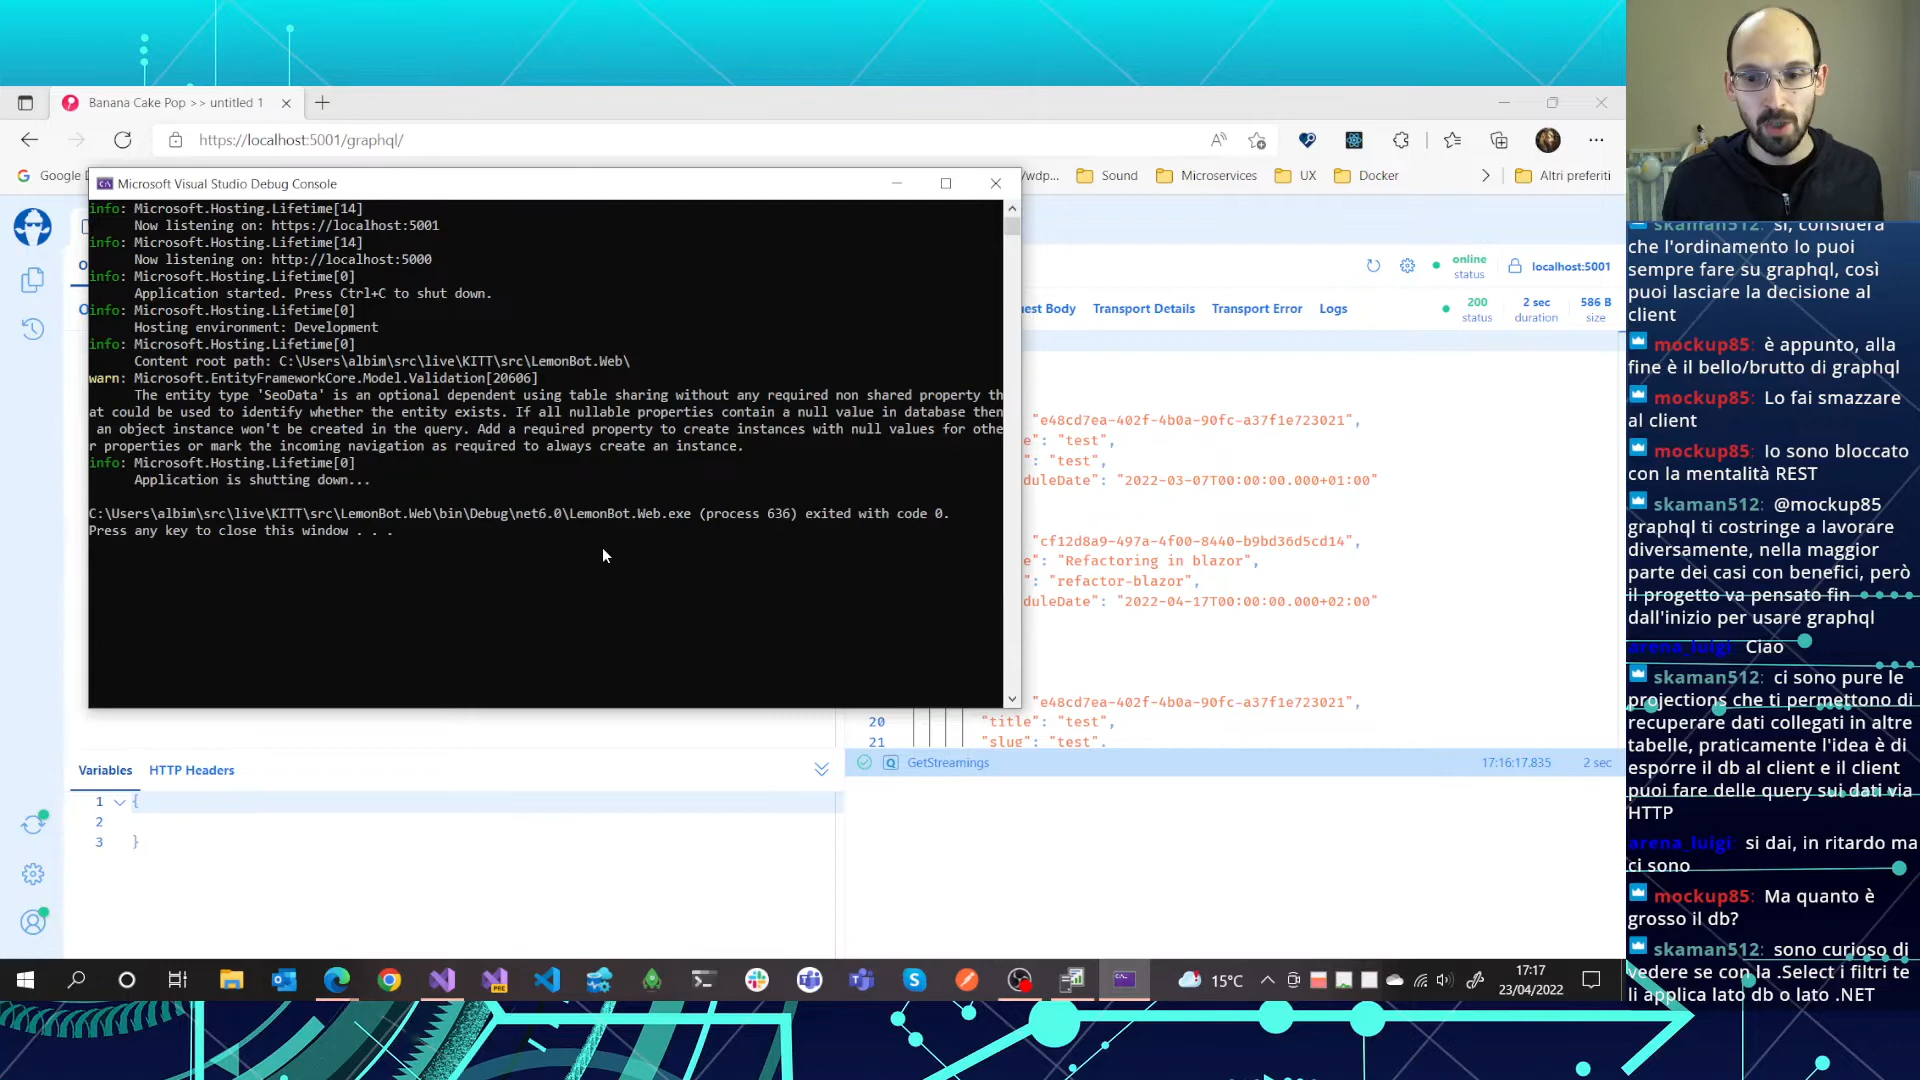 Banana Cake Pop >> untitled 1
https://localhost:5001/graphql/
Google
/wdp...
Sound
Microservices
UX
Docker
Altri preferiti
Microsoft Visual Studio Debug Console
info: Microsoft.Hosting.Lifetime[14]
Now listening on: https://localhost:5001
info: Microsoft.Hosting.Lifetime[14]
Now listening on: http://localhost:5000
info: Microsoft.Hosting.Lifetime[0]
Application started. Press Ctrl+C to shut down.
info: Microsoft.Hosting.Lifetime[0]
Hosting environment: Development
info: Microsoft.Hosting.Lifetime[0]
Content root path: C:\Users\albim\src\live\KITT\src\LemonBot.Web\
warn: Microsoft.EntityFrameworkCore.Model.Validation[20606]
The entity type 'SeoData' is an optional dependent using table sharing without any required non shared property th
at could be used to identify whether the entity exists. If all nullable properties contain a null value in database then
an object instance won't be created in the query. Add a required property to create instances with null values for othe
r properties or mark the incoming navigation as required to always create an instance.
info: Microsoft.Hosting.Lifetime[0]
Application is shutting down...
C:\Users\albim\src\live\KITT\src\LemonBot.Web\bin\Debug\net6.0\LemonBot.Web.exe (process 636) exited with code 0.
Press any key to close this window . . .
online
status
localhost:5001
est Body
Transport Details
Transport Error
Logs
200
status
2 sec
duration
586 B
size
"e48cd7ea-402f-4b0a-90fc-a37f1e723021",
e": "test",
": "test",
duleDate": "2022-03-07T00:00:00.000+01:00"
"cf12d8a9-497a-4f00-8440-b9bd36d5cd14",
e": "Refactoring in blazor",
": "refactor-blazor",
duleDate": "2022-04-17T00:00:00.000+02:00"
"e48cd7ea-402f-4b0a-90fc-a37f1e723021",
20 "title": "test",
21 "slug": "test",
GetStreamings
17:16:17.835
2 sec
Variables
HTTP Headers
1 {
2
3 }
15°C
17:17
23/04/2022
PRE
skaman512: si, considera
che l'ordinamento lo puoi
sempre fare su graphql, così
puoi lasciare la decisione al
client
mockup85: è appunto, alla
fine è il bello/brutto di graphql
mockup85: Lo fai smazzare
al client
mockup85: Io sono bloccato
con la mentalità REST
skaman512: @mockup85
graphql ti costringe a lavorare
diversamente, nella maggior
parte dei casi con benefici, però
il progetto va pensato fin
dall'inizio per usare graphql
arena_luigi: Ciao
skaman512: ci sono pure le
projections che ti permettono di
recuperare dati collegati in altre
tabelle, praticamente l'idea è di
esporre il db al client e il client
puoi fare delle query sui dati via
HTTP
arena_luigi: si dai, in ritardo ma
ci sono
mockup85: Ma quanto è
grosso il db?
skaman512: sono curioso di
vedere se con la .Select i filtri te
li applica lato db o lato .NET